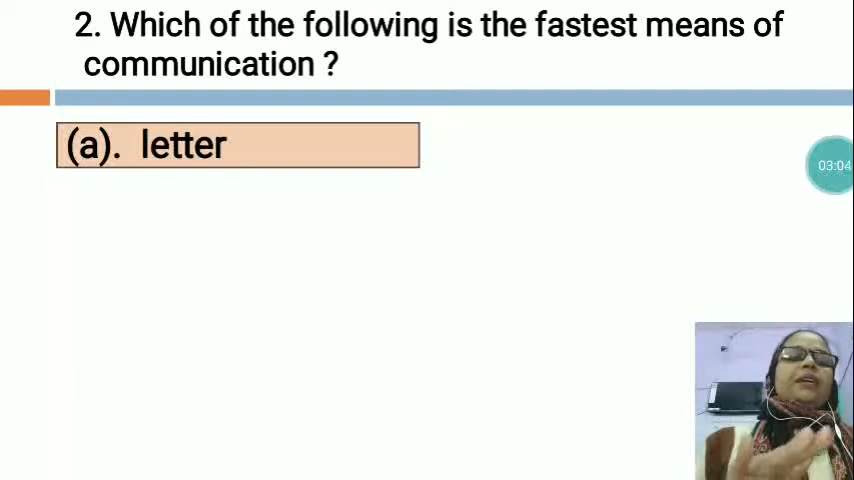 2. Which of the following is the fastest means of
communication ?
(a). letter
03:04